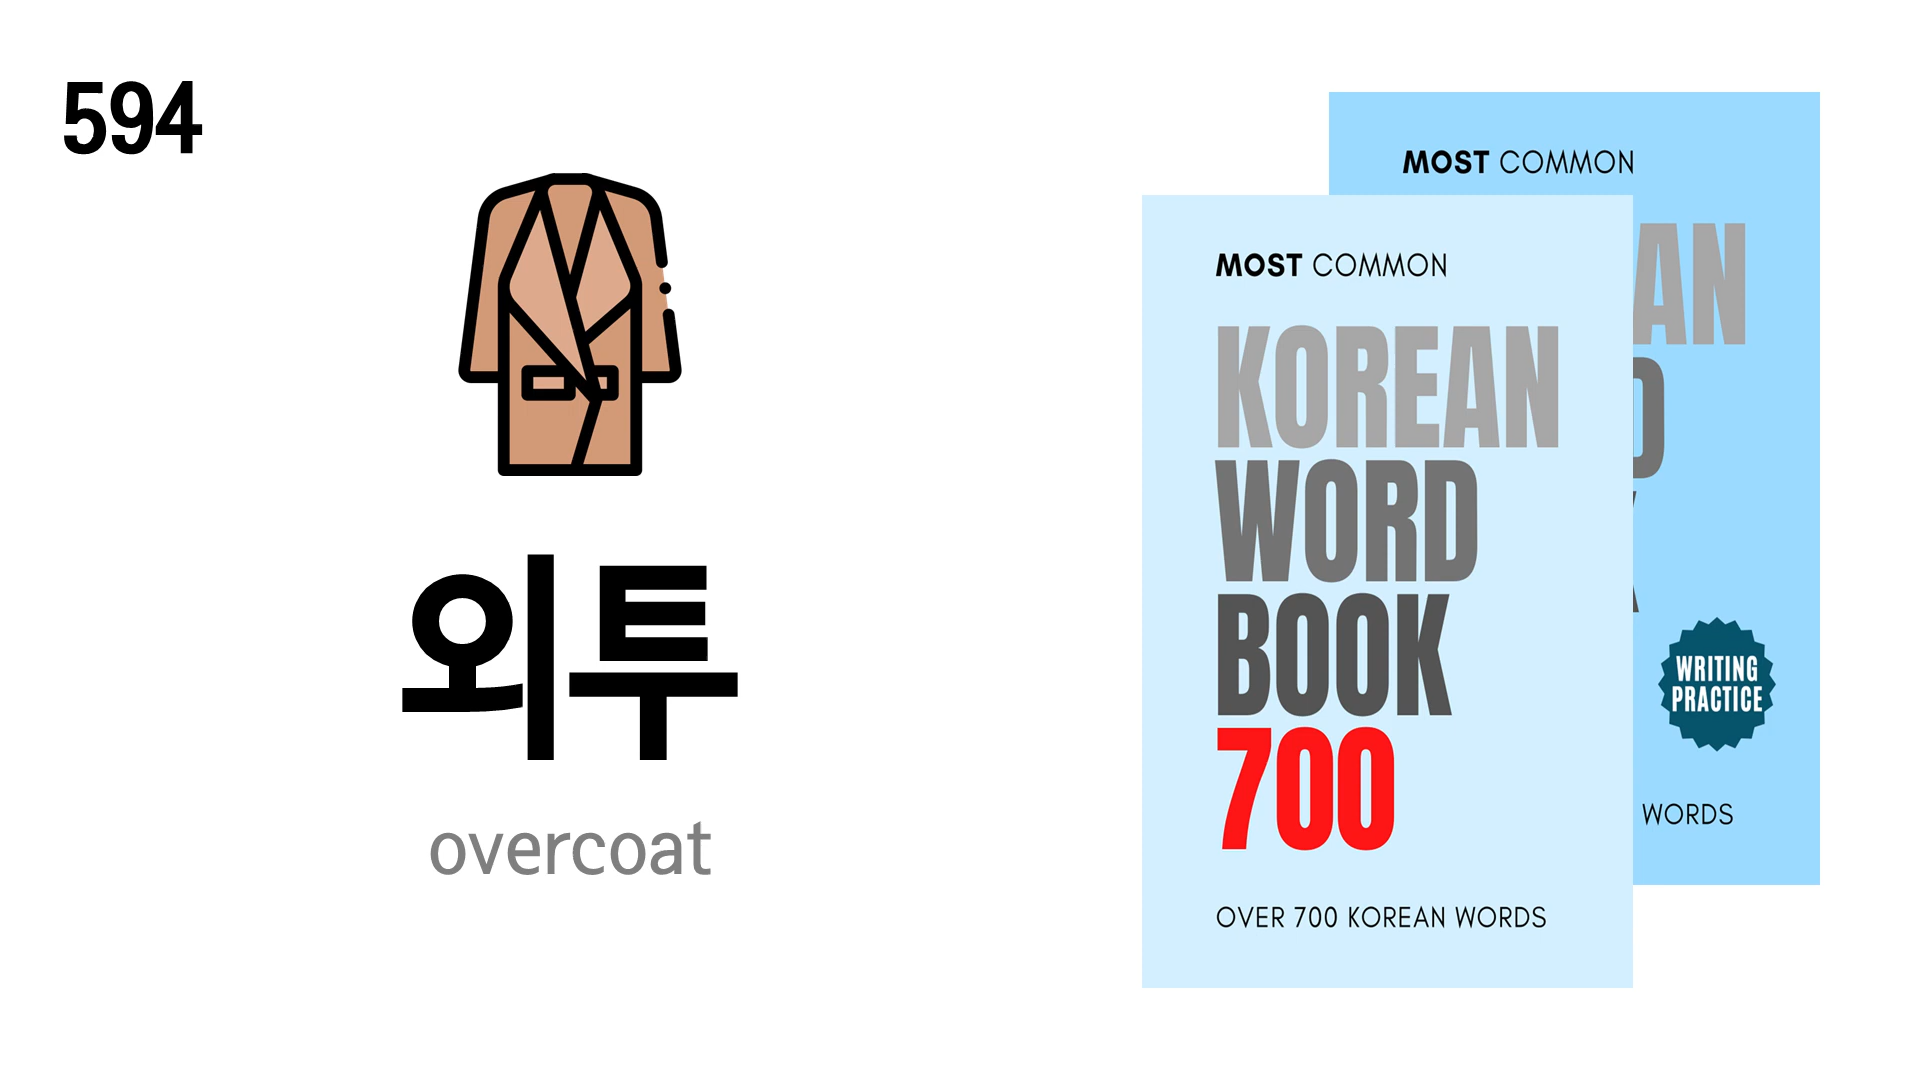 594
외투
overcoat
MOST COMMON
KOREAN
WORD
BOOK
700
OVER 700 KOREAN WORDS
MOST COMMON
AN
D
WRITING
PRACTICE
WORDS